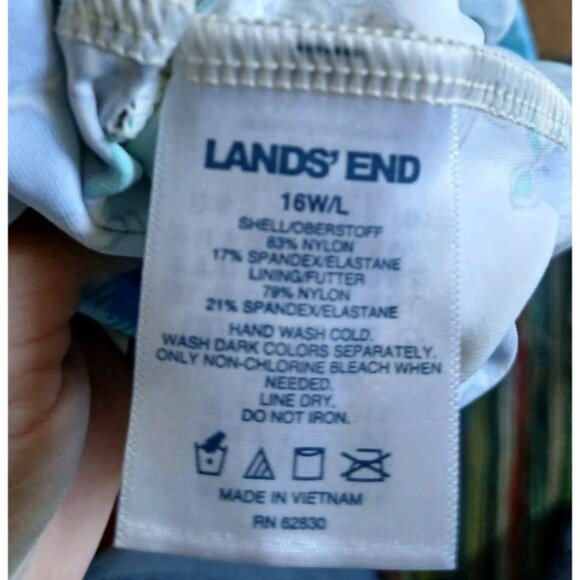 LANDS' END
16W/L
SHELL/OBERSTOFF
83% NYLON
17% SPANDEX/ELASTANE
LINING/FUTTER
79% NYLON
21% SPANDEX/ELASTANE
HAND WASH COLD.
WASH DARK COLORS SEPARATELY.
ONLY NON-CHLORINE BLEACH WHEN
NEEDED.
LINE DRY.
DO NOT IRON.
MADE IN VIETNAM
RN 62830